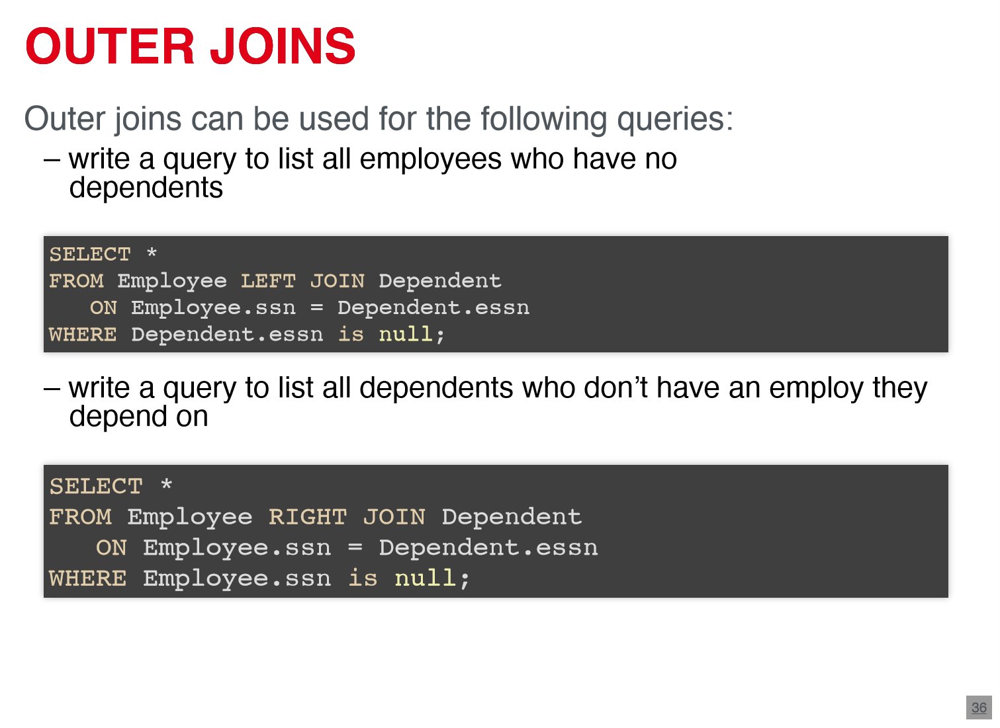 OUTER JOINS
Outer joins can be used for the following queries:
– write a query to list all employees who have no
dependents
SELECT *
FROM Employee LEFT JOIN Dependent
ON Employee.ssn = Dependent.essn
WHERE Dependent.essn is null;
– write a query to list all dependents who don’t have an employ they
depend on
SELECT *
FROM Employee RIGHT JOIN Dependent
ON Employee.ssn = Dependent.essn
WHERE Employee.ssn is null;
36